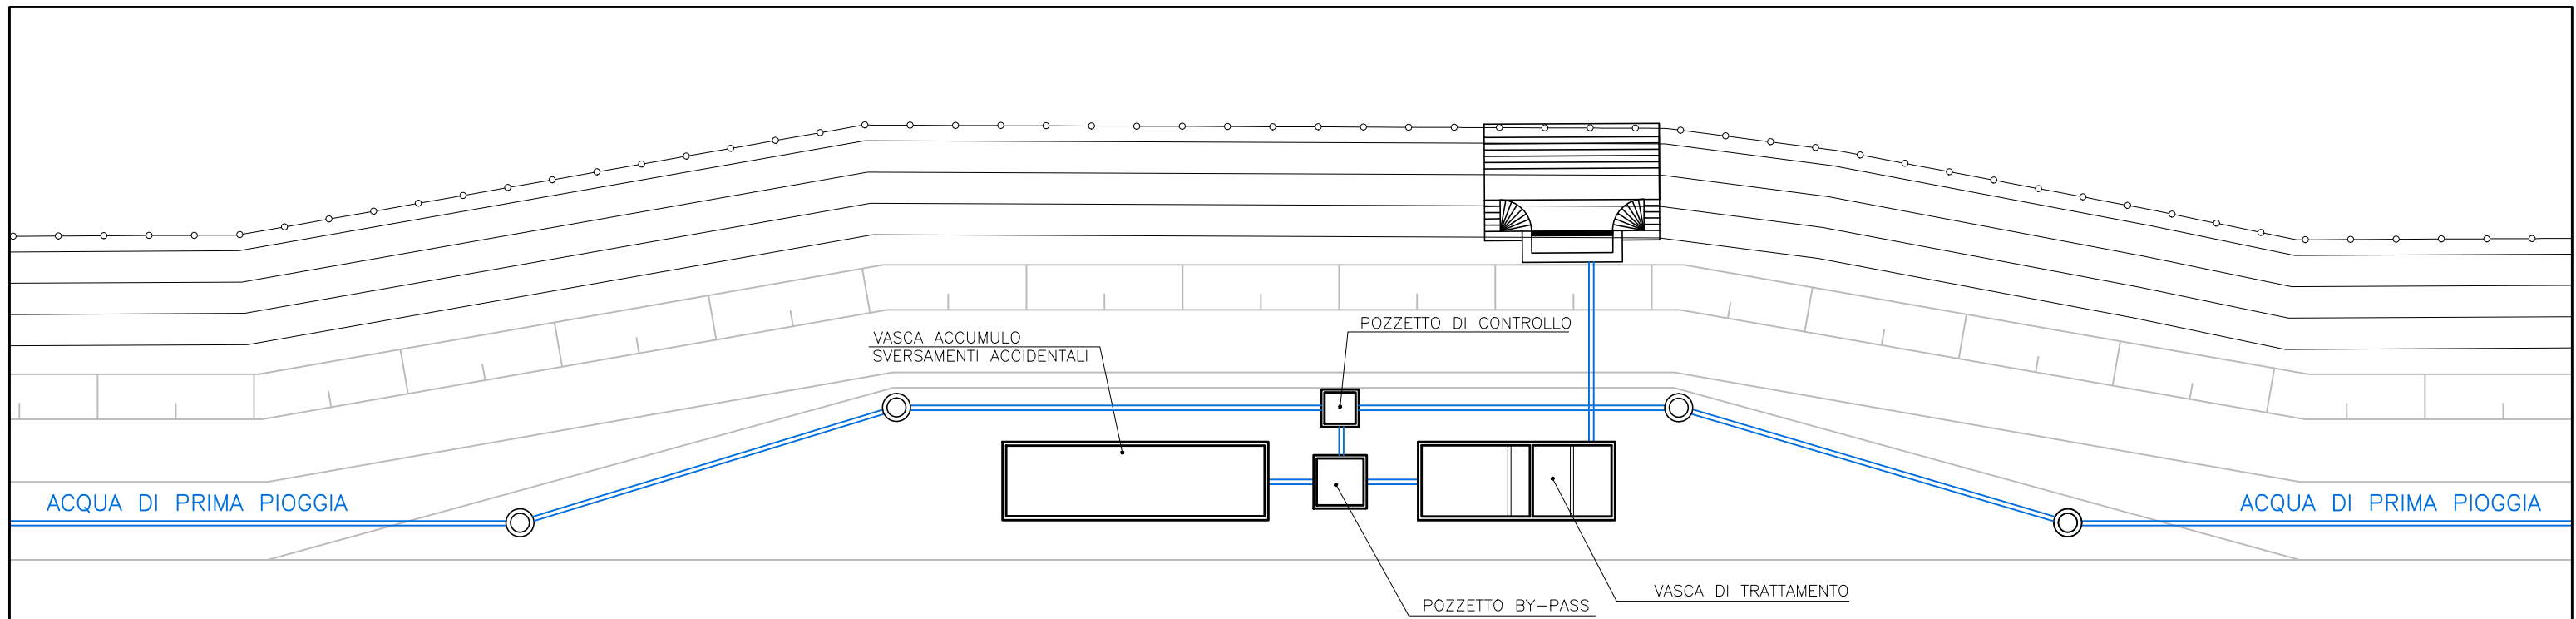 POZZETTO DI CONTROLLO
VASCA ACCUMULO
SVERSAMENTI ACCIDENTALI
ACQUA DI PRIMA PIOGGIA
ACQUA DI PRIMA PIOGGIA
VASCA DI TRATTAMENTO
POZZETTO BY-PASS